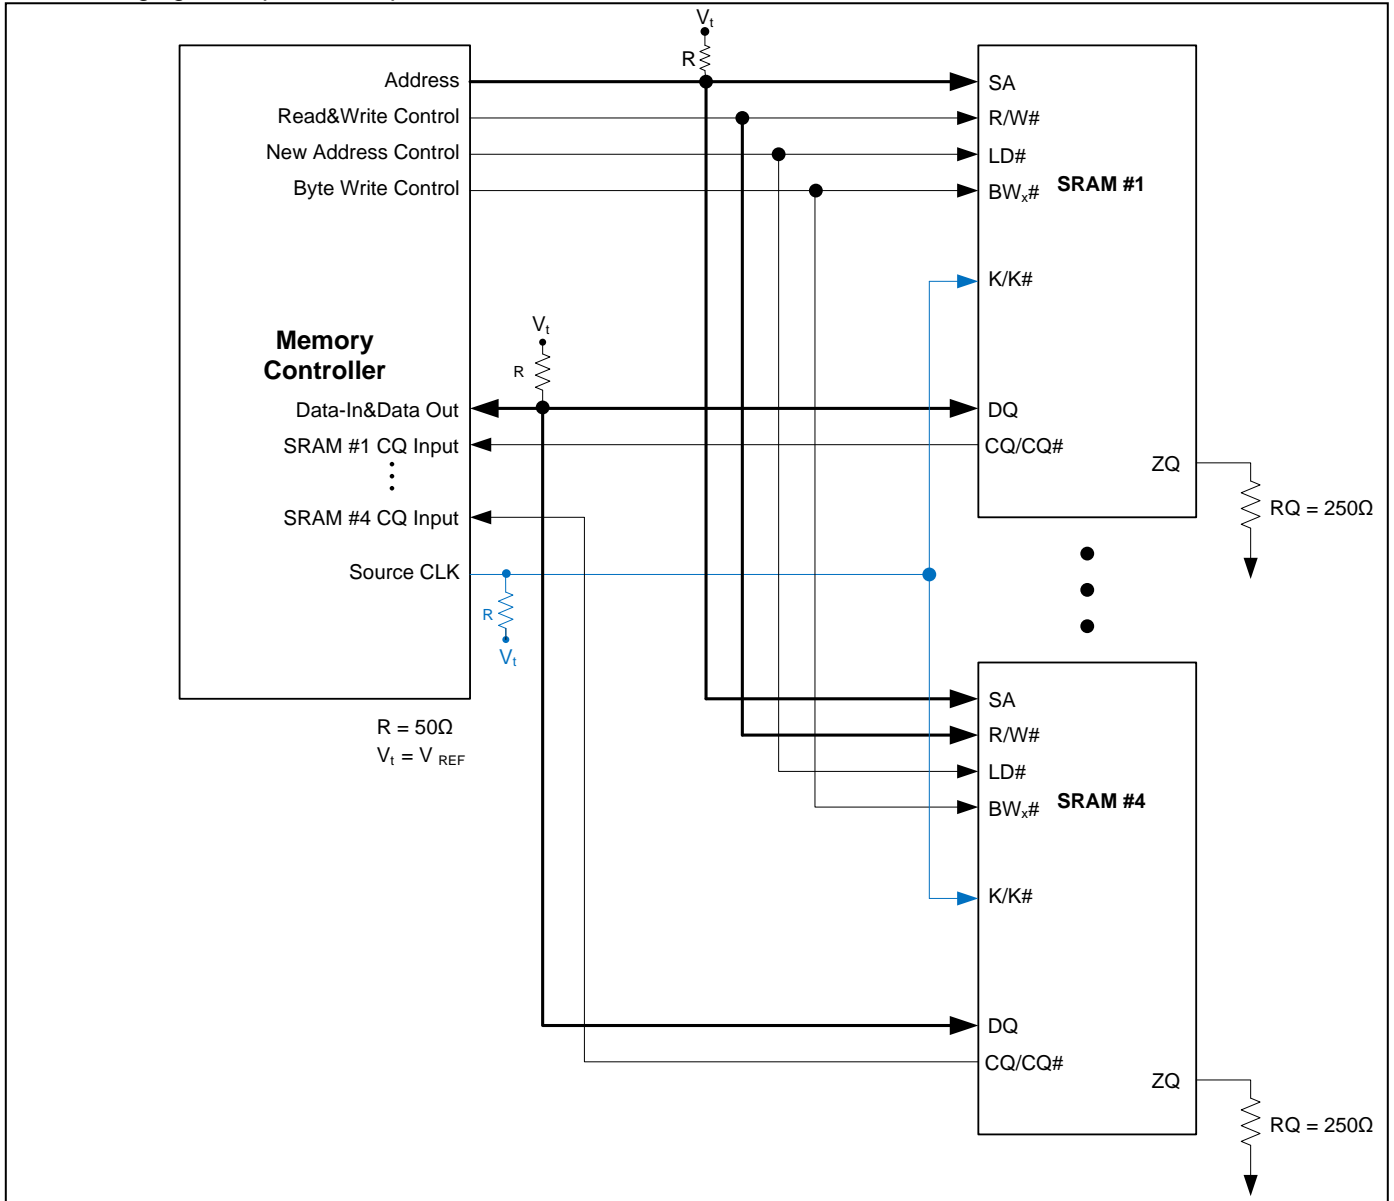 Vt
R
Address
Read&Write Control
New Address Control
Byte Write Control
SA
R/W#
LD#
BWx#
SRAM #1
K/K#
Vt
R
Memory
Controller
Data-In&Data Out
SRAM #1 CQ Input
SRAM #4 CQ Input
Source CLK
DQ
CQ/CQ#
ZQ
RQ = 250Ω
R
Vt
R = 50Ω
Vt = V REF
SA
R/W#
LD#
BWx#
SRAM #4
K/K#
DQ
CQ/CQ#
ZQ
RQ = 250Ω